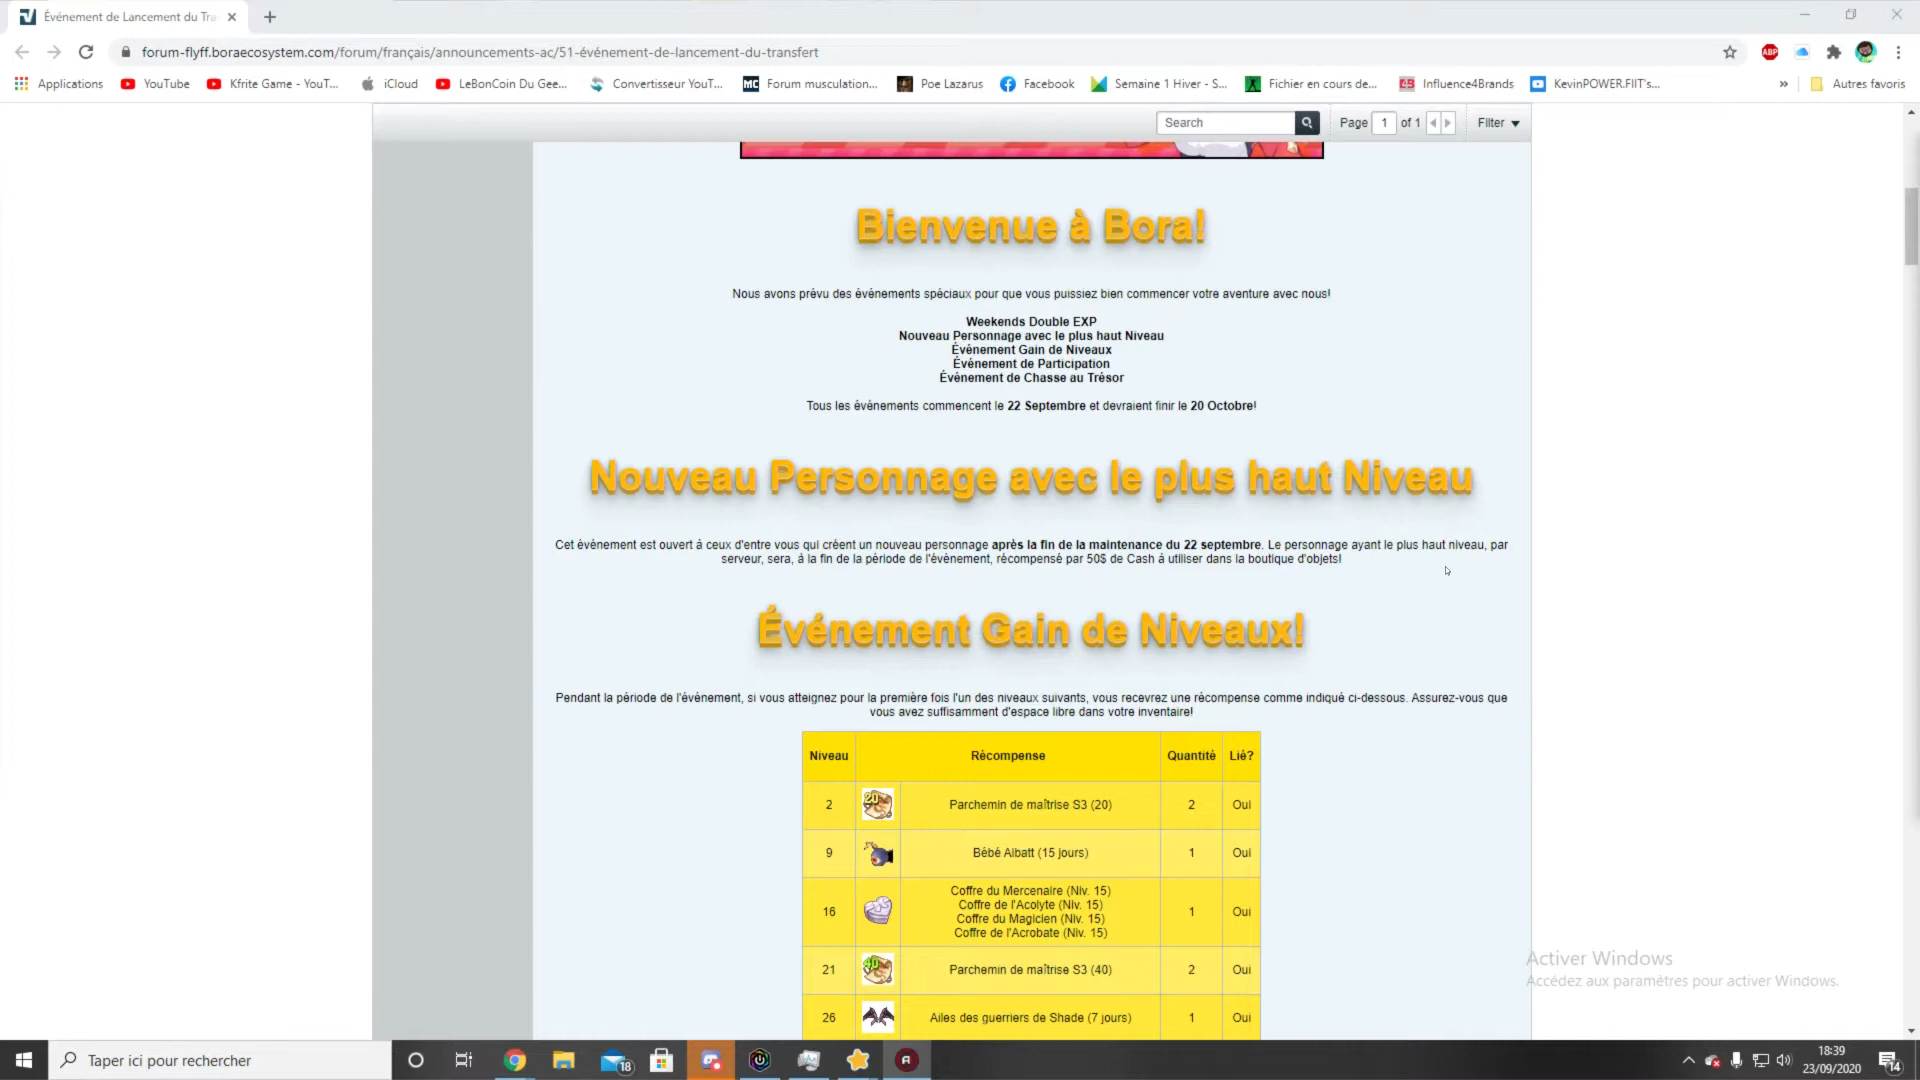 Événement de Lancement du Tra
forum-flyff.boraecosystem.com/forum/français/announcements-ac/51-événement-de-lancement-du-transfert
ABP
Applications
YouTube
Kfrite Game - YouT...
iCloud
LeBonCoin Du Gee...
Convertisseur YouT...
MC
Forum musculation...
Poe Lazarus
Facebook
Semaine 1 Hiver - S...
Fichier en cours de...
Influence4Brands
KevinPOWER.FIIT's...
»
Autres favoris
Search
Page 1 of 1
Filter
Bienvenue à Bora!
Nous avons prévu des événements spéciaux pour que vous puissiez bien commencer votre aventure avec nous!
Weekends Double EXP
Nouveau Personnage avec le plus haut Niveau
Événement Gain de Niveaux
Événement de Participation
Événement de Chasse au Trésor
Tous les événements commencent le 22 Septembre et devraient finir le 20 Octobre!
Nouveau Personnage avec le plus haut Niveau
Cet événement est ouvert à ceux d'entre vous qui créent un nouveau personnage après la fin de la maintenance du 22 septembre. Le personnage ayant le plus haut niveau, par
serveur, sera, à la fin de la période de l'événement, récompensé par 50$ de Cash à utiliser dans la boutique d'objets!
Événement Gain de Niveaux!
Pendant la période de l'événement, si vous atteignez pour la première fois l'un des niveaux suivants, vous recevrez une récompense comme indiqué ci-dessous. Assurez-vous que
vous avez suffisamment d'espace libre dans votre inventaire!
Niveau Récompense Quantité Lié?
2 20 Parchemin de maîtrise S3 (20) 2 Oui
9 Bébé Aibatt (15 jours) 1 Oui
Coffre du Mercenaire (Niv. 15)
Coffre de l'Acolyte (Niv. 15)
16 1 Oui
Coffre du Magicien (Niv. 15)
Coffre de l'Acrobate (Niv. 15)
21 40 Parchemin de maîtrise S3 (40) 2 Oui
26 Ailes des guerriers de Shade (7 jours) 1 Oui
Activer Windows
Accédez aux paramètres pour activer Windows.
Taper ici pour rechercher
18
18:39
23/09/2020
14